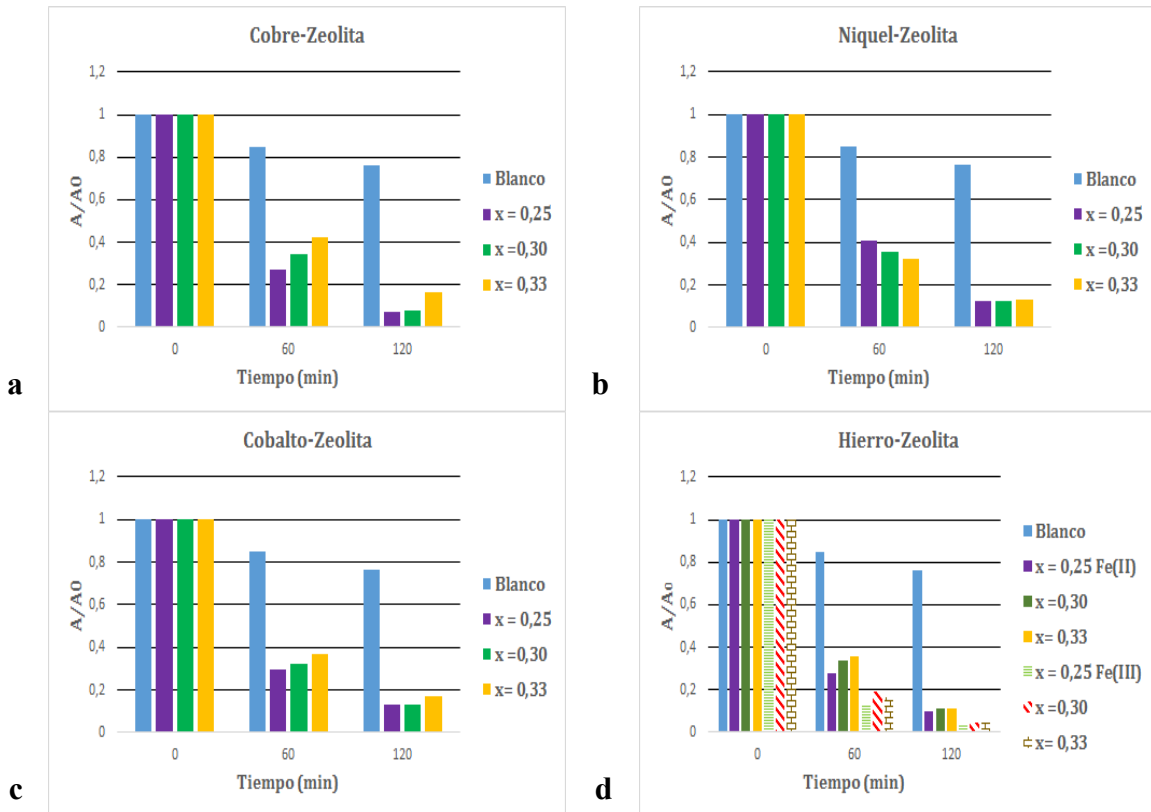 Cobre-Zeolita
1,2
1
0,8
0,6
0,4
0,2
0
A/A0
0
60
120
Tiempo (min)
Blanco
x = 0,25
x =0,30
x= 0,33
a
Niquel-Zeolita
1,2
1
0,8
0,6
0,4
0,2
0
A/A0
0
60
120
Tiempo (min)
Blanco
x = 0,25
x =0,30
x= 0,33
b
Cobalto-Zeolita
1,2
1
0,8
0,6
0,4
0,2
0
A/A0
0
60
120
Tiempo (min)
Blanco
x = 0,25
x =0,30
x= 0,33
c
Hierro-Zeolita
1,2
1
0,8
0,6
0,4
0,2
0
A/A₀
0
60
120
Tiempo (min)
Blanco
x = 0,25 Fe(II)
x =0,30
x= 0,33
x = 0,25 Fe(III)
x =0,30
x= 0,33
d